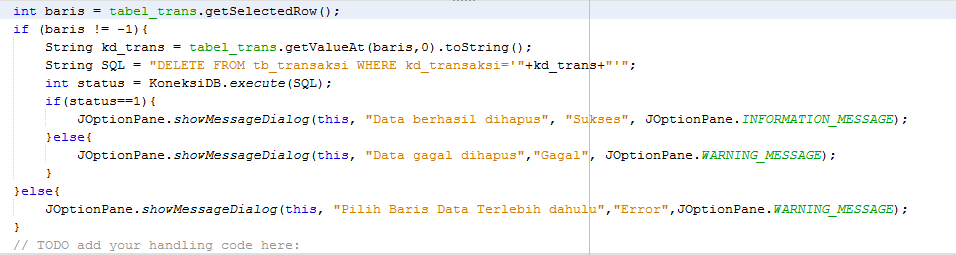 int baris = tabel_trans.getSelectedRow();
if (baris != -1){
String kd_trans = tabel_trans.getValueAt(baris,0).toString();
String SQL = "DELETE FROM tb_transaksi WHERE kd_transaksi='"+kd_trans+"'";
int status = KoneksiDB.execute(SQL);
if(status==1){
JOptionPane.showMessageDialog(this, "Data berhasil dihapus", "Sukses", JOptionPane.INFORMATION_MESSAGE);
}else{
JOptionPane.showMessageDialog(this, "Data gagal dihapus","Gagal", JOptionPane.WARNING_MESSAGE);
}
}else{
JOptionPane.showMessageDialog(this, "Pilih Baris Data Terlebih dahulu","Error",JOptionPane.WARNING_MESSAGE);
}
// TODO add your handling code here: